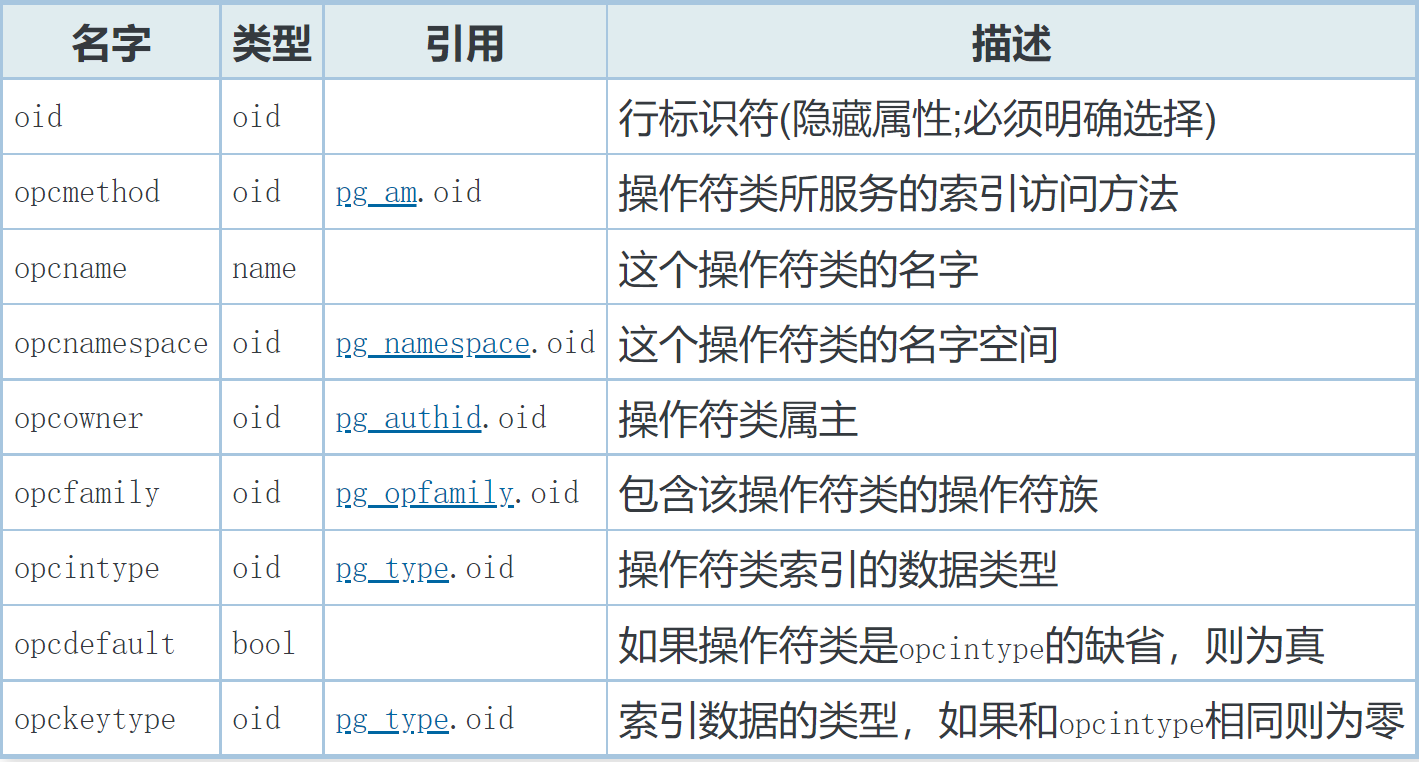 名字 类型 引用 描述
oid oid 行标识符(隐藏属性;必须明确选择)
opcmethod oid pg_am.oid 操作符类所服务的索引访问方法
opcname name 这个操作符类的名字
opcnamespace oid pg_namespace.oid 这个操作符类的名字空间
opcowner oid pg_authid.oid 操作符类属主
opcfamily oid pg_opfamily.oid 包含该操作符类的操作符族
opcintype oid pg_type.oid 操作符类索引的数据类型
opcdefault bool 如果操作符类是opcintype的缺省，则为真
opckeytype oid pg_type.oid 索引数据的类型，如果和opcintype相同则为零